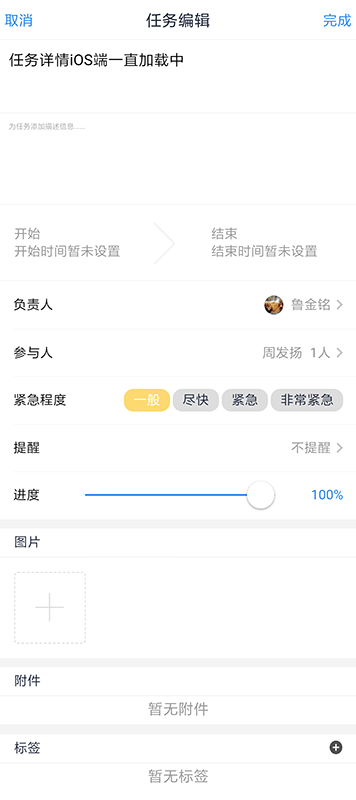 取消
任务编辑
完成
任务详情iOS端一直加载中
为任务添加描述信息......
开始
结束
开始时间暂未设置
结束时间暂未设置
负责人
鲁金铭
参与人
周发扬 1人
紧急程度
一般
尽快
紧急
非常紧急
提醒
不提醒
进度
100%
图片
附件
暂无附件
标签
暂无标签